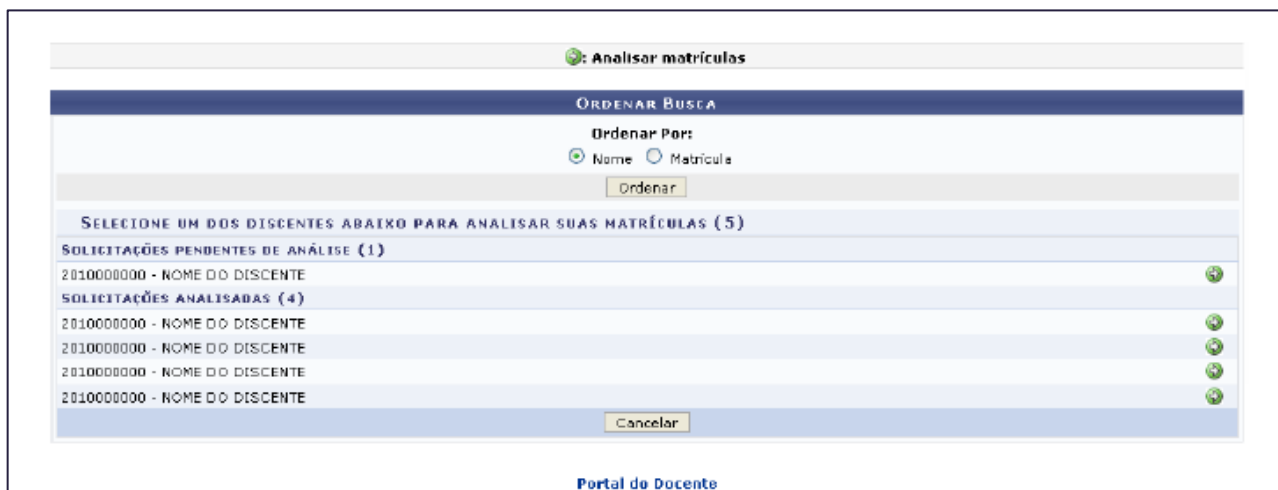 : Analisar matrículas
ORDENAR BUSCA
Ordenar Por:
Nome Matrícula
Ordenar
SELECIONE UM DOS DISCENTES ABAIXO PARA ANALISAR SUAS MATRÍCULAS (5)
SOLICITAÇÕES PENDENTES DE ANÁLISE (1)
2010000000 - NOME DO DISCENTE
SOLICITAÇÕES ANALISADAS (4)
2010000000 - NOME DO DISCENTE
2010000000 - NOME DO DISCENTE
2010000000 - NOME DO DISCENTE
2010000000 - NOME DO DISCENTE
Cancelar
Portal do Docente